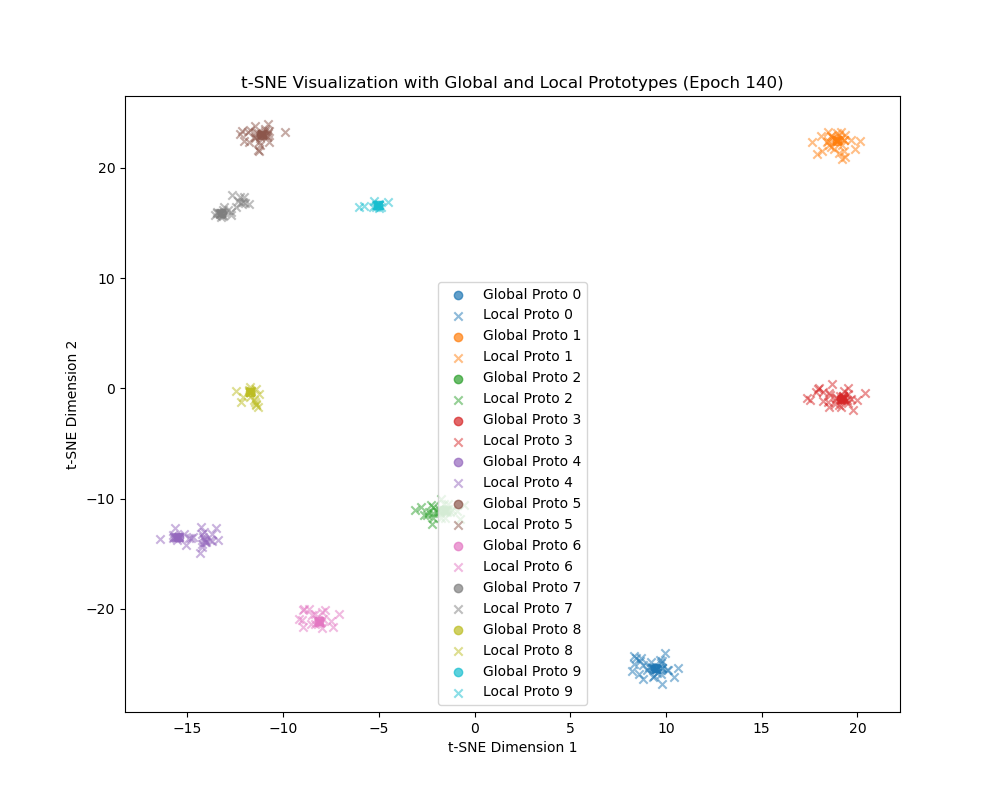 t-SNE Visualization with Global and Local Prototypes (Epoch 140)
20
10
0
−10
−20
t-SNE Dimension 2
Global Proto 0
Local Proto 0
Global Proto 1
Local Proto 1
Global Proto 2
Local Proto 2
Global Proto 3
Local Proto 3
Global Proto 4
Local Proto 4
Global Proto 5
Local Proto 5
Global Proto 6
Local Proto 6
Global Proto 7
Local Proto 7
Global Proto 8
Local Proto 8
Global Proto 9
Local Proto 9
−15 −10 −5 0 5 10 15 20
t-SNE Dimension 1